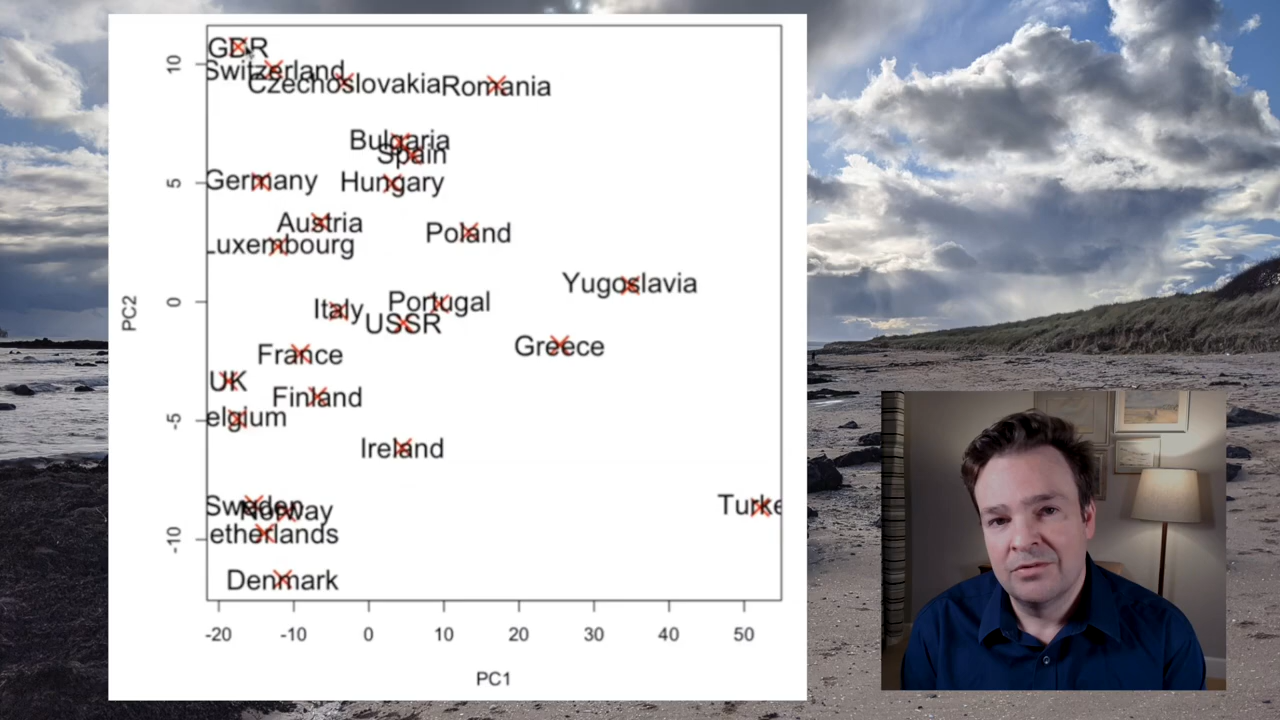 GDR
Switzerland
Czechoslovakia
Romania
Bulgaria
Spain
Germany
Hungary
Austria
Poland
Luxembourg
Yugoslavia
Portugal
Italy
USSR
Greece
France
UK
Finland
elgium
Ireland
Sweden
Norway
Turke
etherlands
Denmark
10
5
0
-5
-10
PC2
-20 -10 0 10 20 30 40 50
PC1